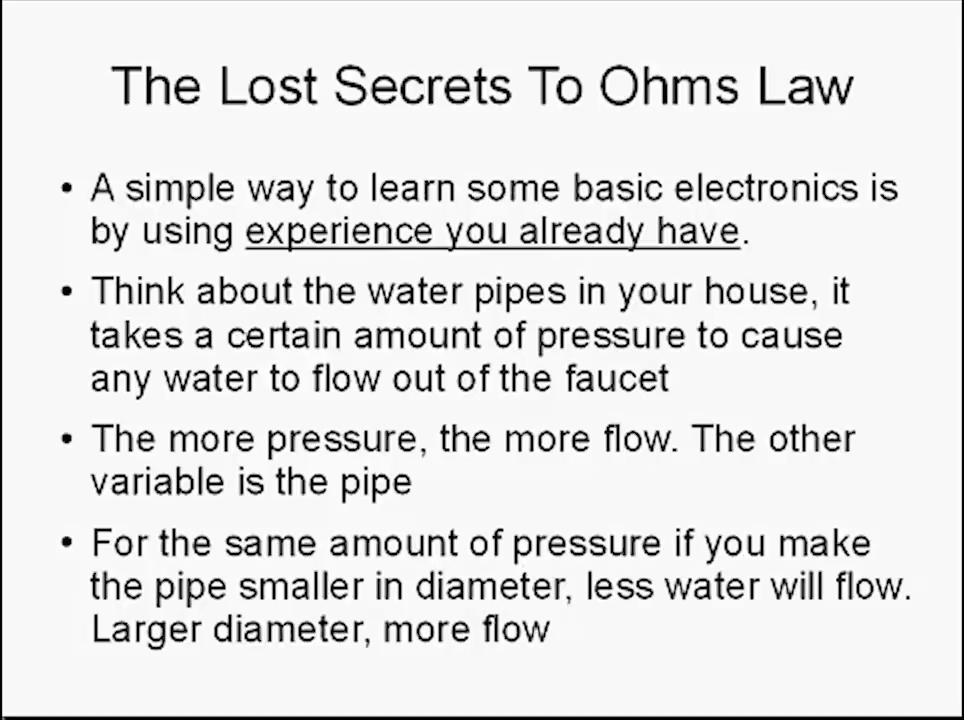 The Lost Secrets To Ohms Law
• A simple way to learn some basic electronics is
by using experience you already have.
• Think about the water pipes in your house, it
takes a certain amount of pressure to cause
any water to flow out of the faucet
• The more pressure, the more flow. The other
variable is the pipe
• For the same amount of pressure if you make
the pipe smaller in diameter, less water will flow.
Larger diameter, more flow